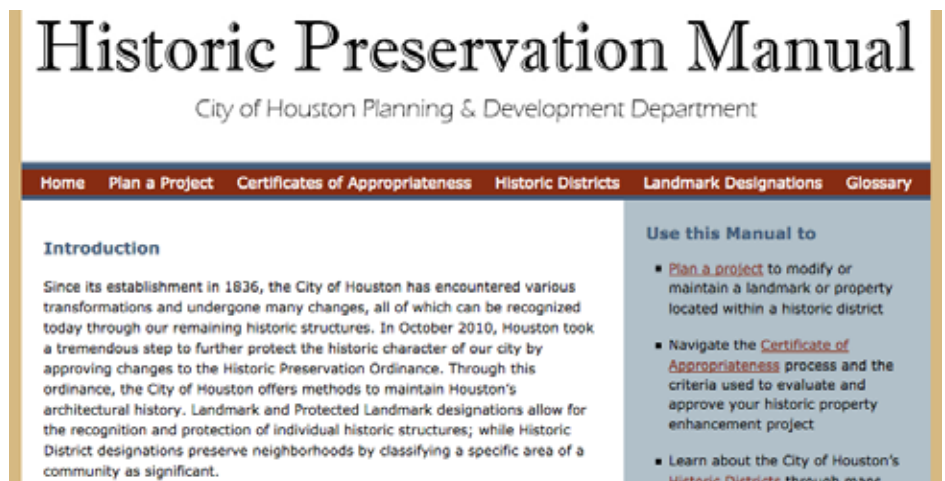 Historic Preservation Manual
City of Houston Planning & Development Department
Home Plan a Project Certificates of Appropriateness Historic Districts Landmark Designations Glossary
Introduction
Since its establishment in 1836, the City of Houston has encountered various
transformations and undergone many changes, all of which can be recognized
today through our remaining historic structures. In October 2010, Houston took
a tremendous step to further protect the historic character of our city by
approving changes to the Historic Preservation Ordinance. Through this
ordinance, the City of Houston offers methods to maintain Houston's
architectural history. Landmark and Protected Landmark designations allow for
the recognition and protection of individual historic structures; while Historic
District designations preserve neighborhoods by classifying a specific area of a
community as significant.
Use this Manual to
▪ Plan a project to modify or
maintain a landmark or property
located within a historic district
▪ Navigate the Certificate of
Appropriateness process and the
criteria used to evaluate and
approve your historic property
enhancement project
▪ Learn about the City of Houston's
Historic Districts through maps